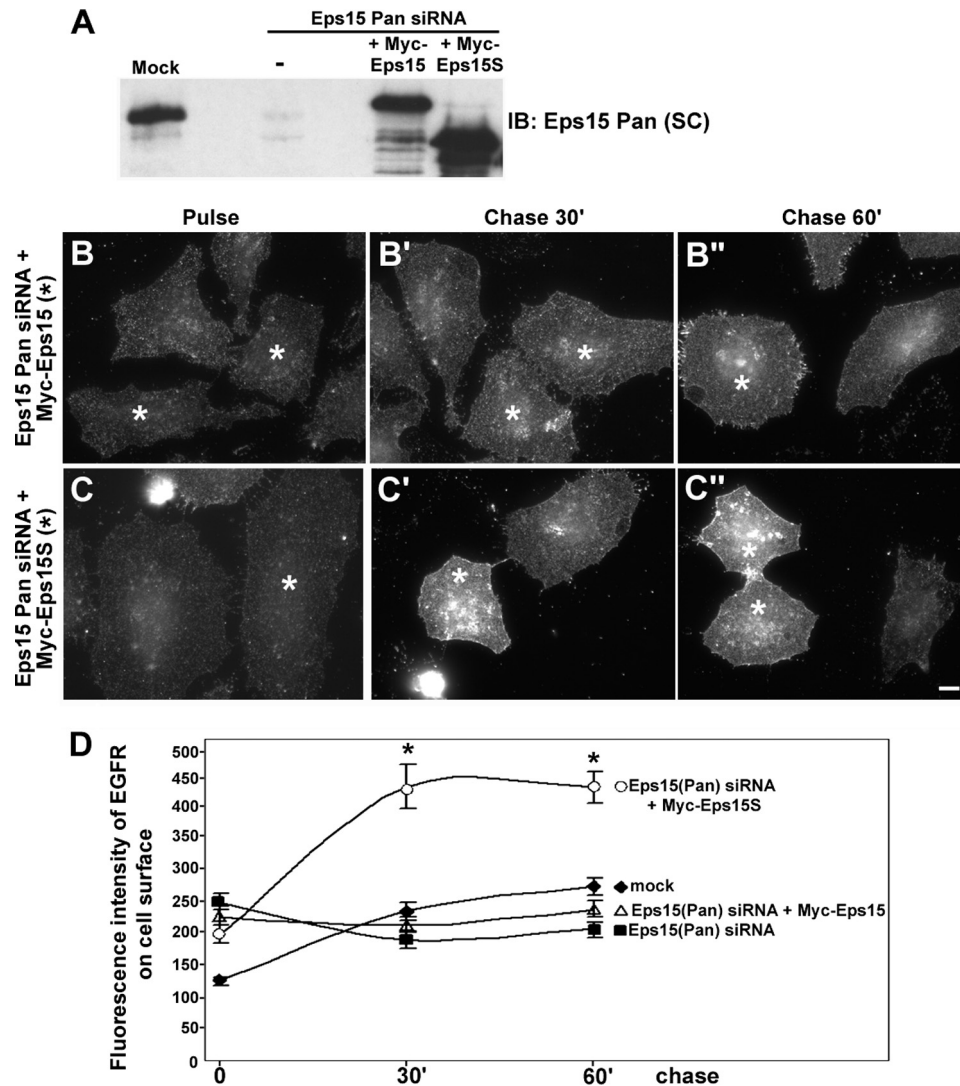 A
Eps15 Pan siRNA
Mock
-
+ Myc-
Eps15
+ Myc-
Eps15S
IB: Eps15 Pan (SC)
Pulse
Chase 30'
Chase 60'
Eps15 Pan siRNA +
Myc-Eps15 (*)
B
*
*
B'
*
*
B"
*
Eps15 Pan siRNA +
Myc-Eps15S (*)
C
*
C'
*
C"
*
*
D
Fluorescence intensity of EGFR
on cell surface
500
450
400
350
300
250
200
150
100
50
0
*
*
Eps15(Pan) siRNA
+ Myc-Eps15S
mock
Eps15(Pan) siRNA + Myc-Eps15
Eps15(Pan) siRNA
0
30'
60'
chase